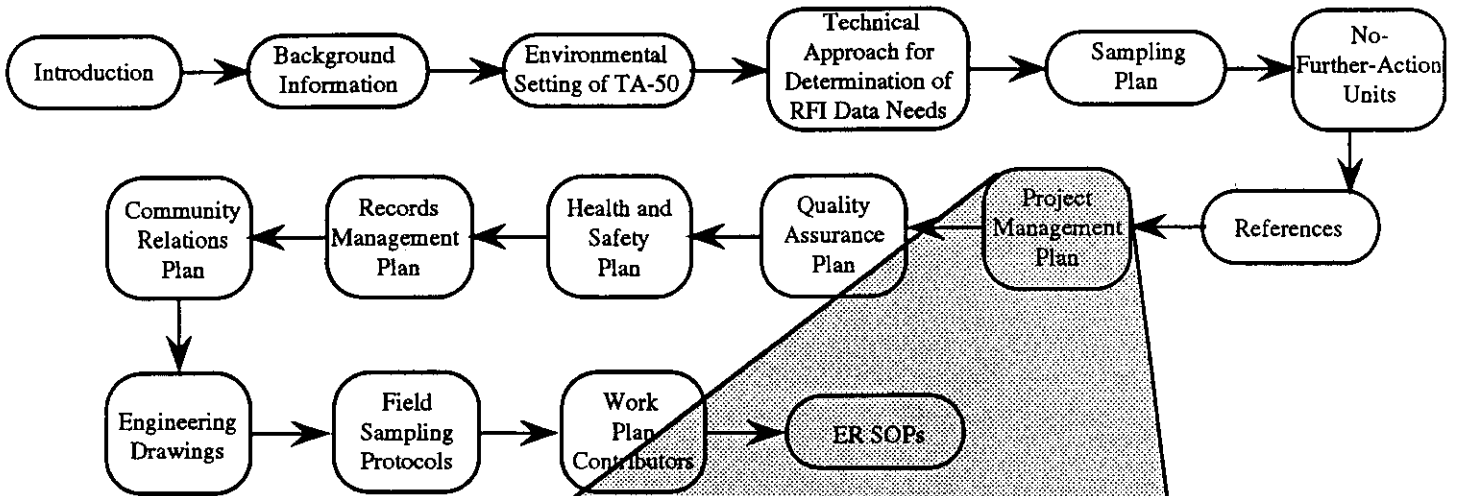 Introduction
Background
Information
Environmental
Setting of TA-50
Technical
Approach for
Determination of
RFI Data Needs
Sampling
Plan
No-
Further-Action
Units
References
Project
Management
Plan
Quality
Assurance
Plan
Health and
Safety
Plan
Records
Management
Plan
Community
Relations
Plan
Engineering
Drawings
Field
Sampling
Protocols
Work
Plan
Contributors
ER SOPs